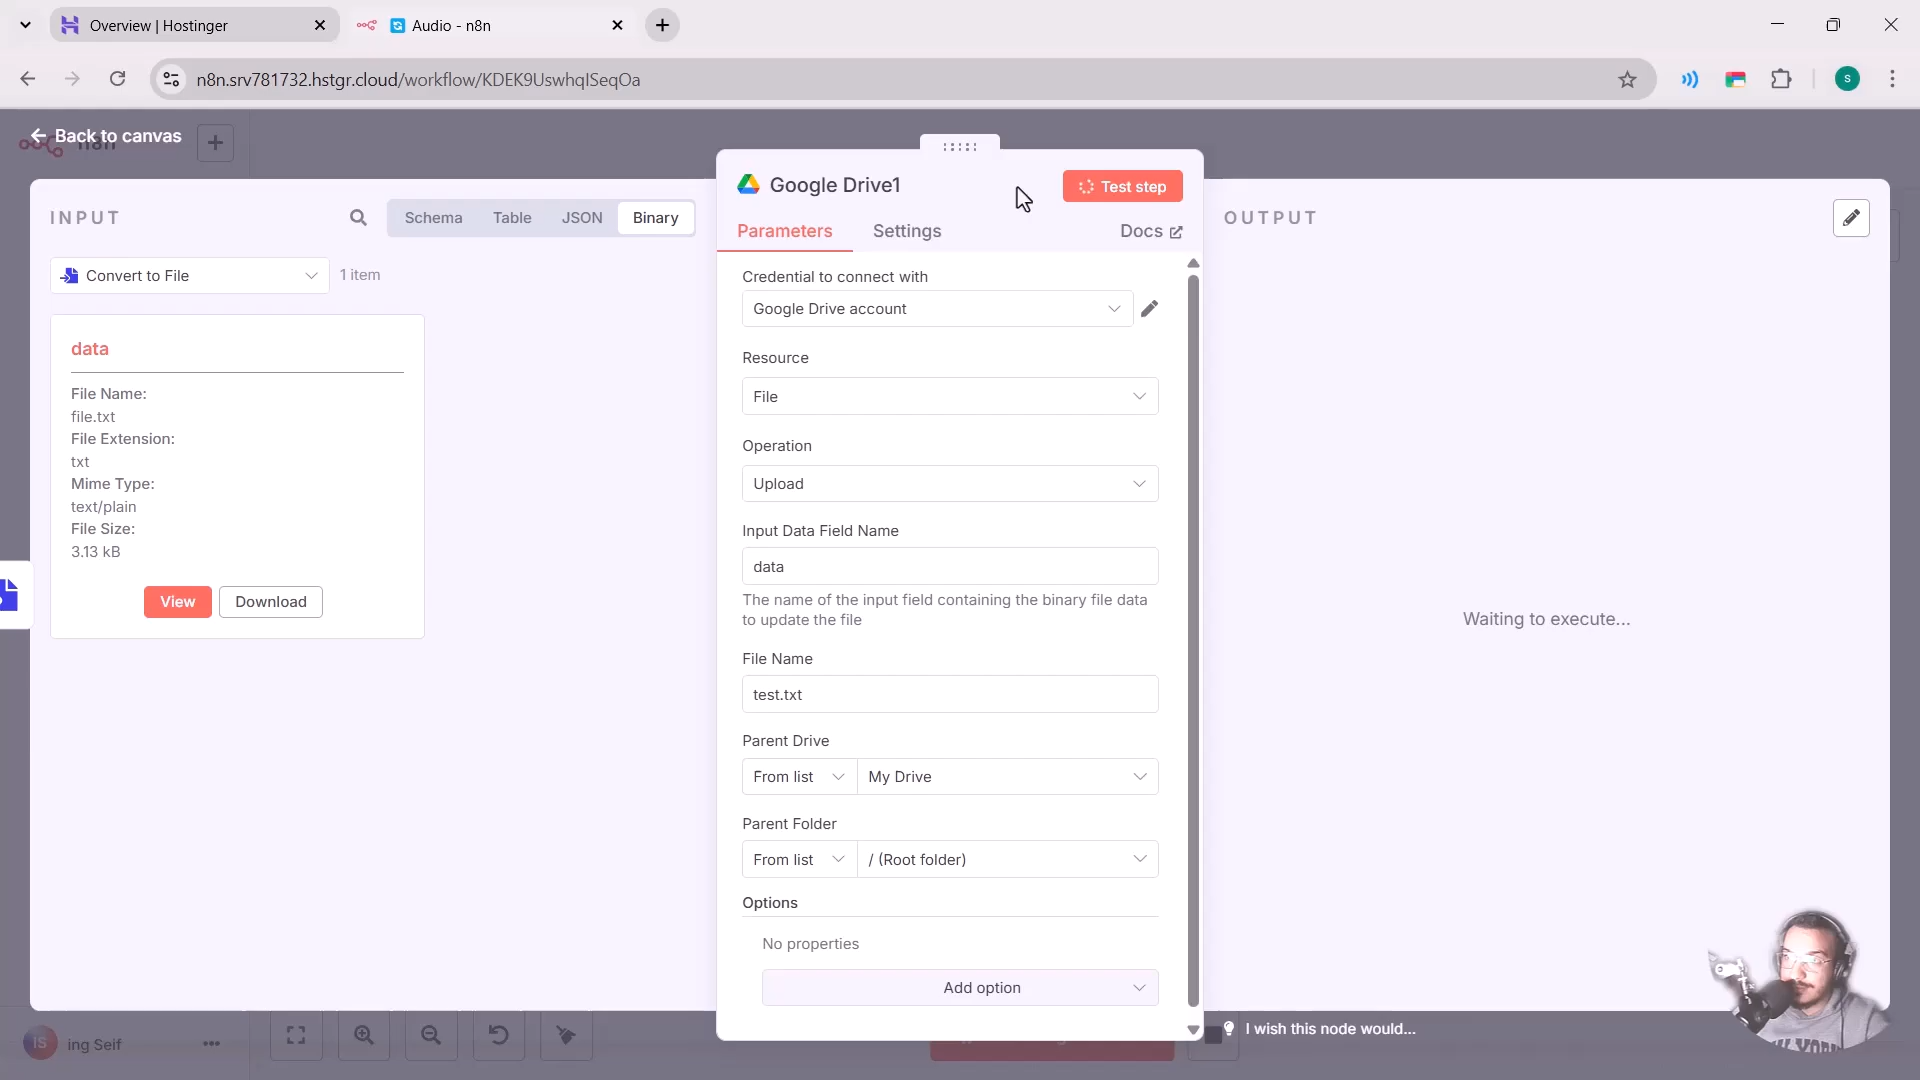 Overview | Hostinger
Audio - n8n
n8n.srv781732.hstgr.cloud/workflow/KDEK9UswhqlSeqOa
S
Back to canvas
n8n
Google Drive1
Test step
INPUT
Schema
Table
JSON
Binary
OUTPUT
Parameters
Settings
Docs
Convert to File
1 item
Credential to connect with
Google Drive account
data
File Name:
file.txt
File Extension:
txt
Mime Type:
text/plain
File Size:
3.13 kB
View
Download
Resource
File
Operation
Upload
Input Data Field Name
data
The name of the input field containing the binary file data
to update the file
File Name
test.txt
Parent Drive
From list
My Drive
Parent Folder
From list
/ (Root folder)
Options
No properties
Add option
Waiting to execute...
I wish this node would...
IS
ing Seif